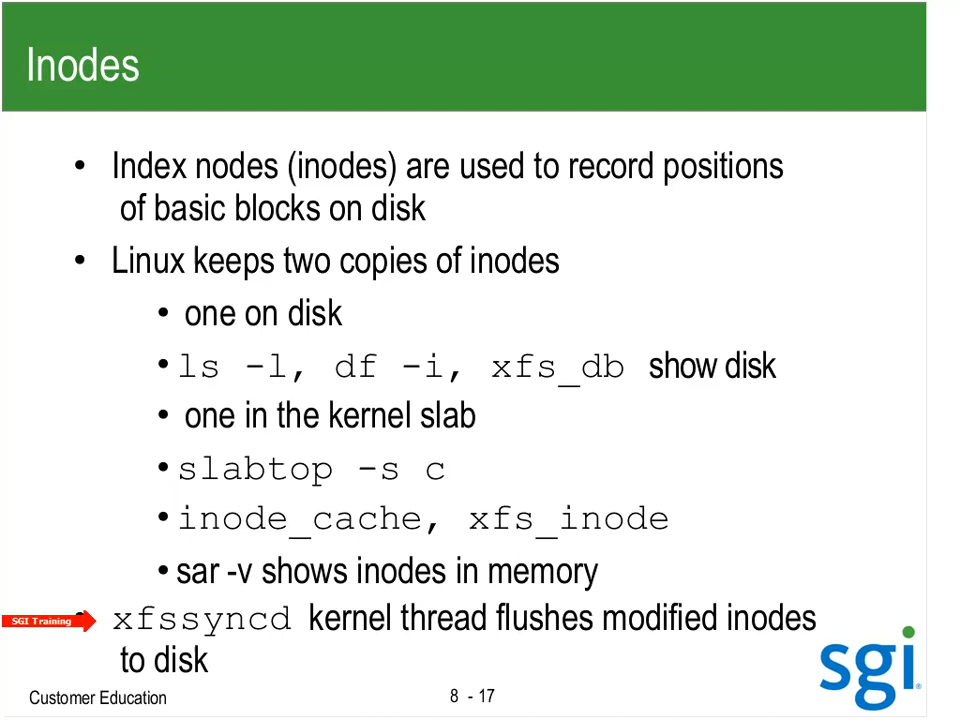 Inodes
• Index nodes (inodes) are used to record positions
of basic blocks on disk
• Linux keeps two copies of inodes
• one on disk
• ls -l, df -i, xfs_db show disk
• one in the kernel slab
• slabtop -s c
• inode_cache, xfs_inode
• sar -v shows inodes in memory
SGI Training
• xfssyncd kernel thread flushes modified inodes
to disk
sgi®
Customer Education
8 - 17